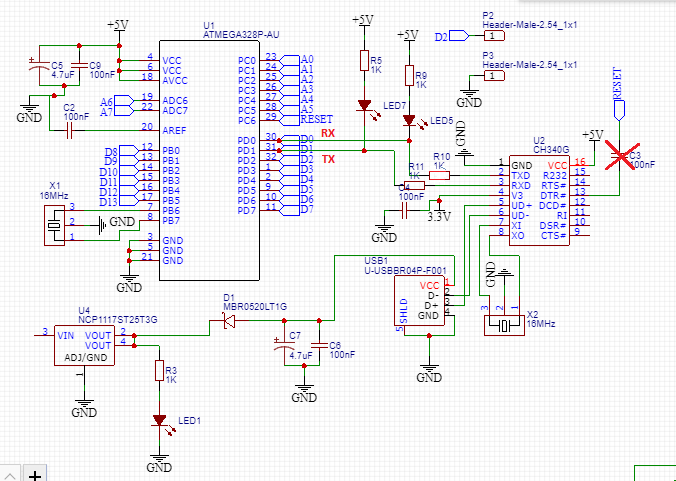 +5V
U1
ATMEGA328P-AU
C5
4.7uF
C9
100nF
GND
4 VCC
6 VCC
18 AVCC
A6 19 ADC6
A7 22 ADC7
C2
100nF
20 AREF
D8 12 PB0
D9 13 PB1
D10 14 PB2
D11 15 PB3
D12 16 PB4
D13 17 PB5
7 PB6
8 PB7
3 GND
5 GND
21 GND
X1
16MHz
3
2
1
GND
GND
PC0 23 A0
PC1 24 A1
PC2 25 A2
PC3 26 A3
PC4 27 A4
PC5 28 A5
PC6 29 RESET
PD0 30 D0
PD1 31 D1
PD2 32 D2
PD3 1 D3
PD4 2 D4
PD5 9 D5
PD6 10 D6
PD7 11 D7
RX
TX
+5V
R5
1K
LED7
+5V
R9
1K
LED5
D2
P2
Header-Male-2.54_1x1
1
P3
Header-Male-2.54_1x1
1
GND
RESET
+5V
C3
100nF
GND
R10
1K
R11
1K
C4
100nF
GND
3.3V
U2
CH340G
1 GND
2 TXD
3 RXD
4 V3
5 UD+
6 UD-
7 XI
8 XO
VCC 16
R232 15
RTS# 14
DTR# 13
DCD# 12
RI 11
DSR# 10
CTS# 9
GND
3
2
1
X2
16MHz
USB1
U-USBBR04P-F001
VCC 1
D- 2
D+ 3
GND 4
5 SHLD
GND
U4
NCP1117ST25T3G
3 VIN
VOUT 2
VOUT 4
ADJ/GND
1
GND
D1
MBR0520LT1G
C7
4.7uF
C6
100nF
GND
R3
1K
LED1
GND